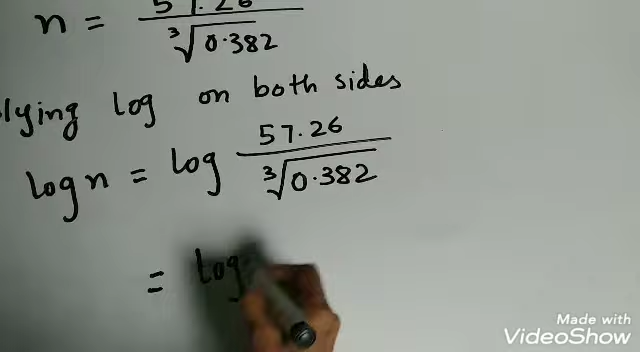 n = 57.26 / ∛0.382
lying log on both sides
log n = log 57.26 / ∛0.382
= log
Made with
VideoShow